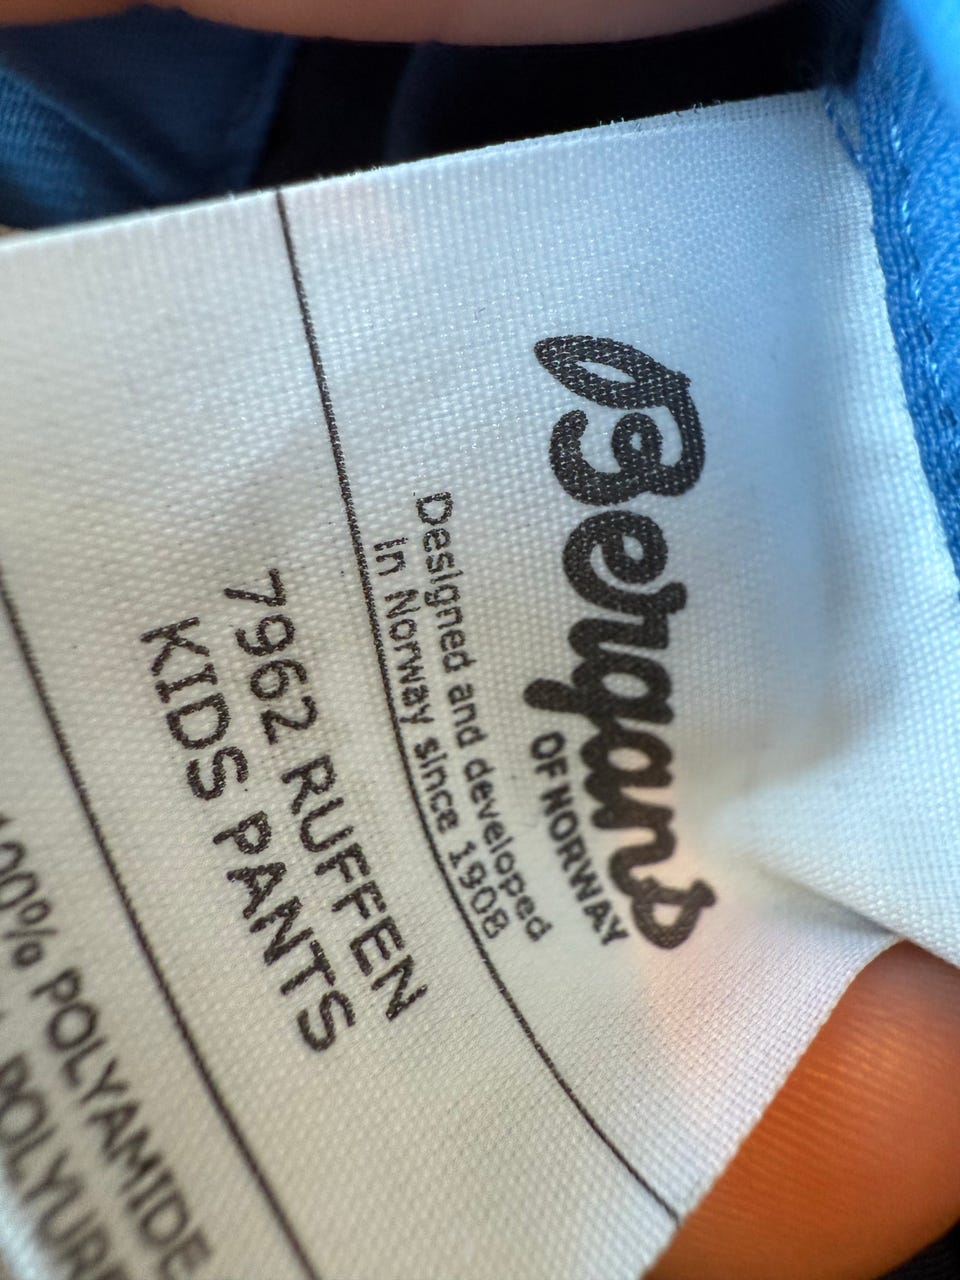 Bergans
OF NORWAY
Designed and developed
in Norway since 1908
7962 RUFFEN
KIDS PANTS
100% POLYAMIDE